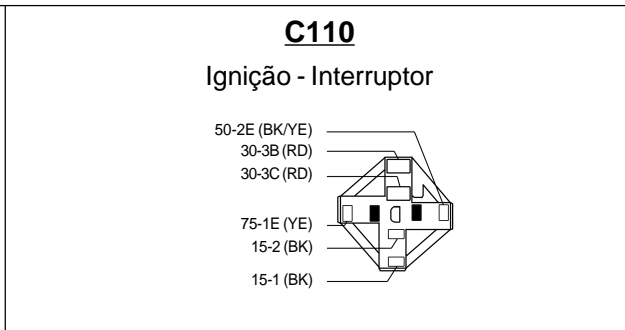 C110
Ignição - Interruptor
50-2E (BK/YE)
30-3B (RD)
30-3C (RD)
75-1E (YE)
15-2 (BK)
15-1 (BK)